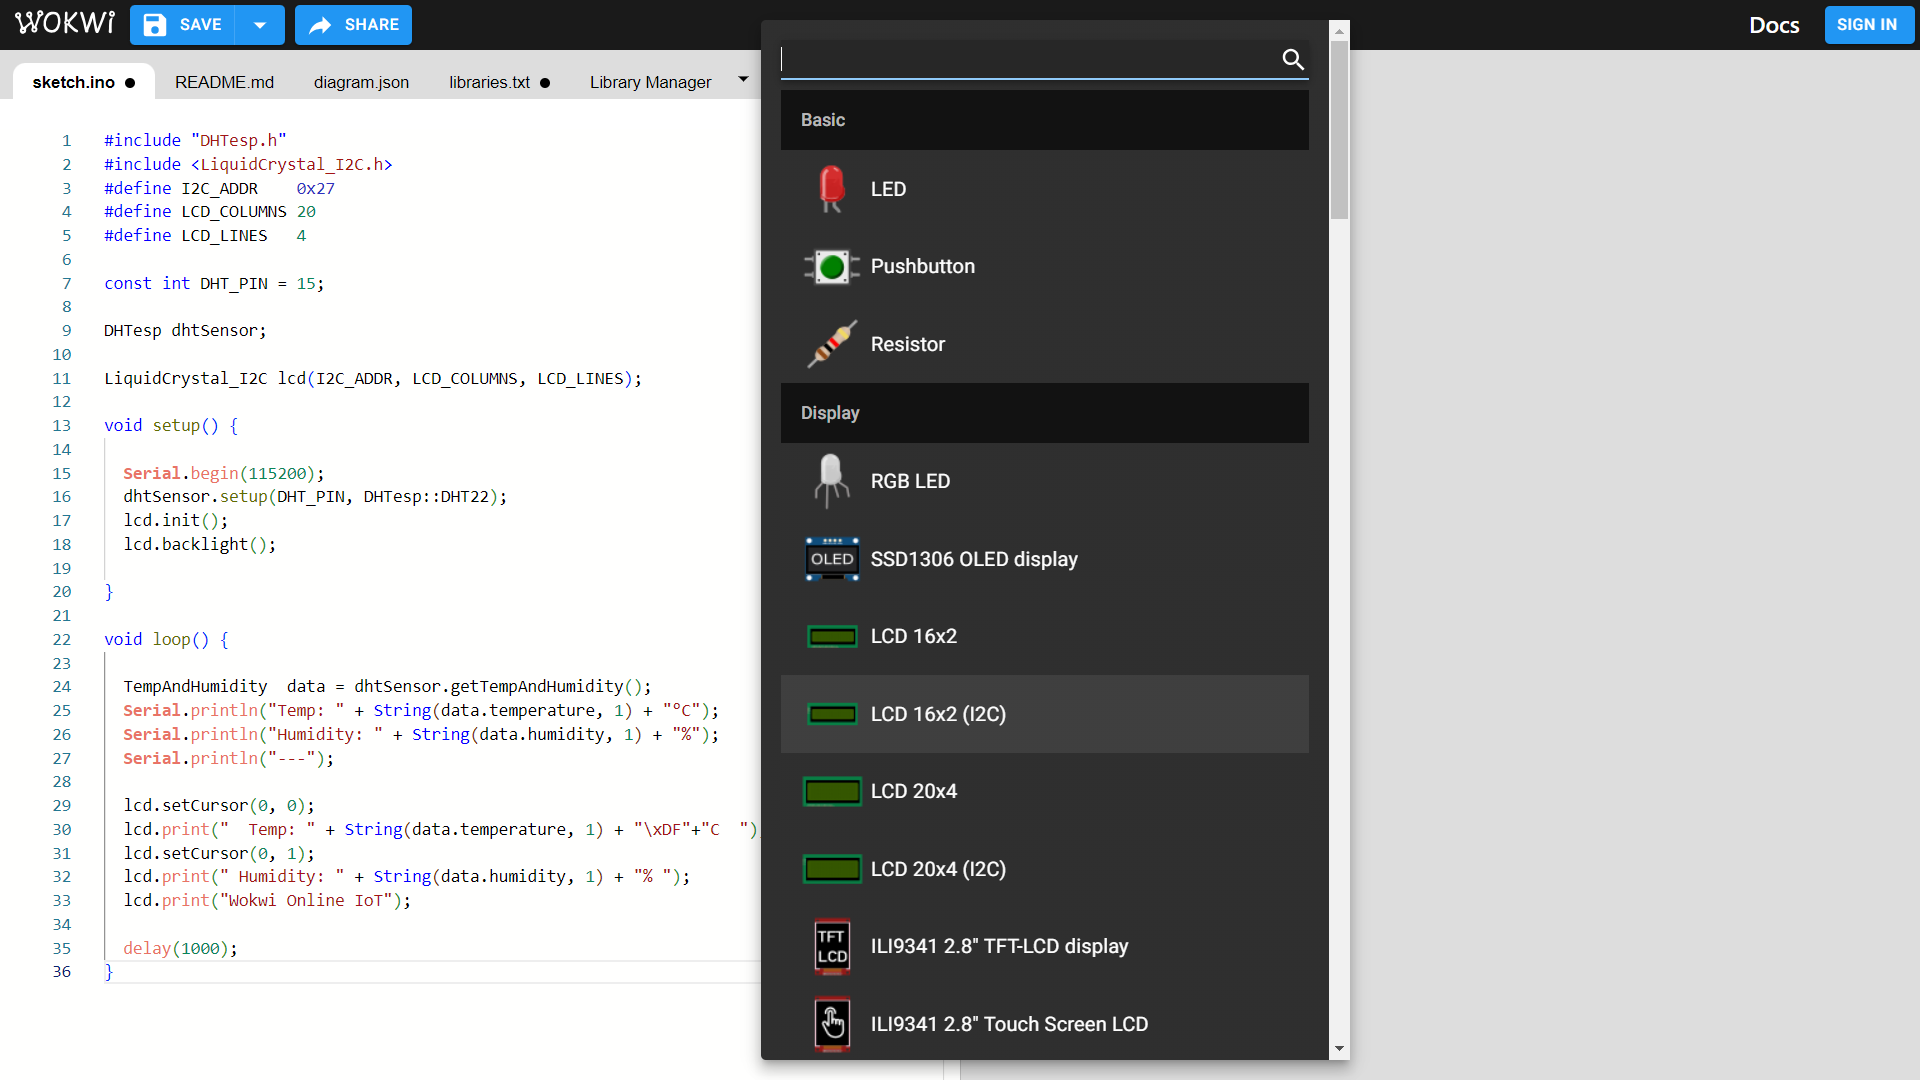 WOKWi SAVE SHARE Docs SIGN IN
sketch.ino ● README.md diagram.json libraries.txt ● Library Manager
1 #include "DHTesp.h"
2 #include <LiquidCrystal_I2C.h>
3 #define I2C_ADDR    0x27
4 #define LCD_COLUMNS 20
5 #define LCD_LINES   4
6
7 const int DHT_PIN = 15;
8
9 DHTesp dhtSensor;
10
11 LiquidCrystal_I2C lcd(I2C_ADDR, LCD_COLUMNS, LCD_LINES);
12
13 void setup() {
14
15   Serial.begin(115200);
16   dhtSensor.setup(DHT_PIN, DHTesp::DHT22);
17   lcd.init();
18   lcd.backlight();
19
20 }
21
22 void loop() {
23
24   TempAndHumidity  data = dhtSensor.getTempAndHumidity();
25   Serial.println("Temp: " + String(data.temperature, 1) + "°C");
26   Serial.println("Humidity: " + String(data.humidity, 1) + "%");
27   Serial.println("---");
28
29   lcd.setCursor(0, 0);
30   lcd.print("  Temp: " + String(data.temperature, 1) + "\xDF"+"C  ")
31   lcd.setCursor(0, 1);
32   lcd.print(" Humidity: " + String(data.humidity, 1) + "% ");
33   lcd.print("Wokwi Online IoT");
34
35   delay(1000);
36 }
Basic
LED
Pushbutton
Resistor
Display
RGB LED
OLED SSD1306 OLED display
LCD 16x2
LCD 16x2 (I2C)
LCD 20x4
LCD 20x4 (I2C)
TFT LCD ILI9341 2.8" TFT-LCD display
ILI9341 2.8" Touch Screen LCD